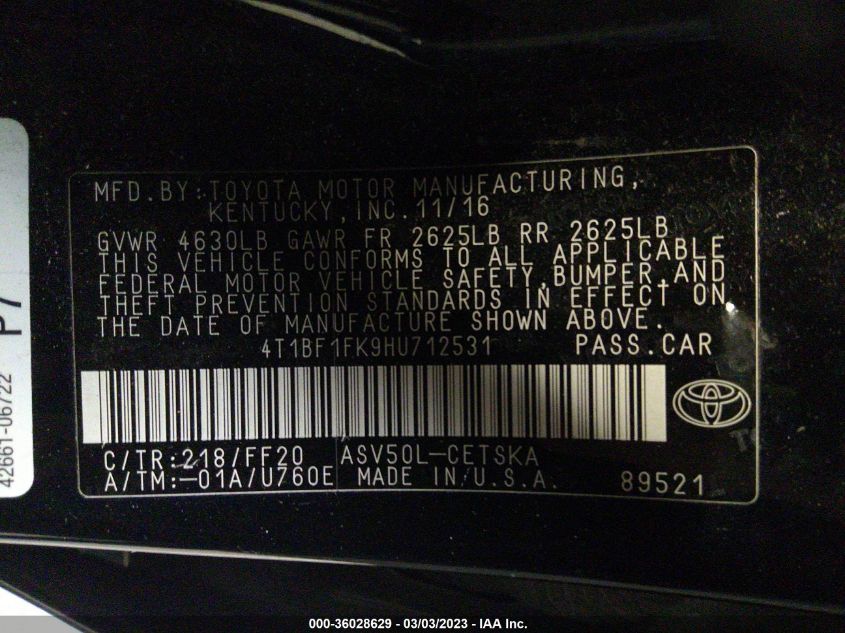 MFD.BY:TOYOTA MOTOR MANUFACTURING,
KENTUCKY,INC.11/16
GVWR 4630LB GAWR FR 2625LB RR 2625LB
THIS VEHICLE CONFORMS TO ALL APPLICABLE
FEDERAL MOTOR VEHICLE SAFETY,BUMPER,AND
THEFT PREVENTION STANDARDS IN EFFECT ON
THE DATE OF MANUFACTURE SHOWN ABOVE.
4T1BF1FK9HU712531 PASS.CAR
C/TR:218/FF20 ASV50L-CETSKA
A/TM:-01A/U760E MADE IN U.S.A. 89521
42661-06722
P7
000-36028629 - 03/03/2023 - IAA Inc.